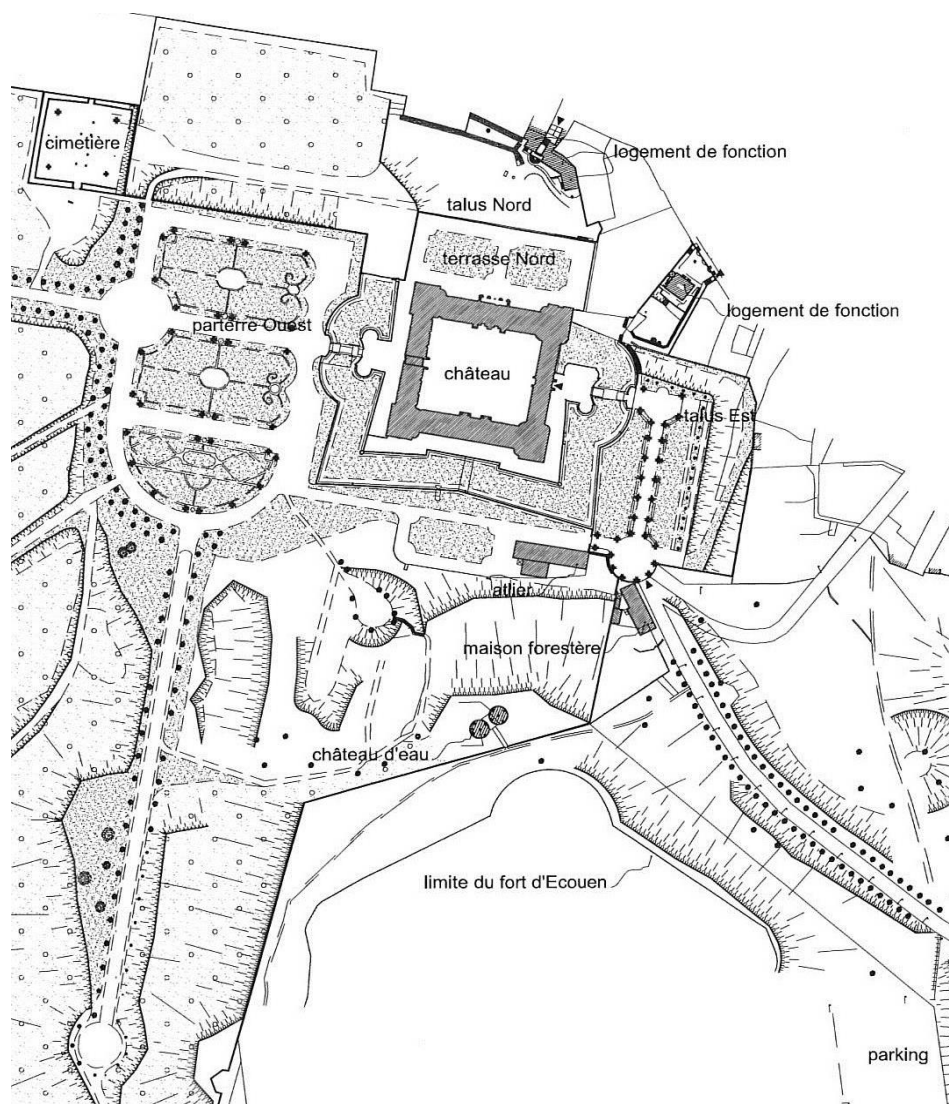 cimetière
logement de fonction
talus Nord
terrasse Nord
logement de fonction
parterre Ouest
château
talus Est
atlier
maison forestère
château d'eau
limite du fort d'Ecouen
parking